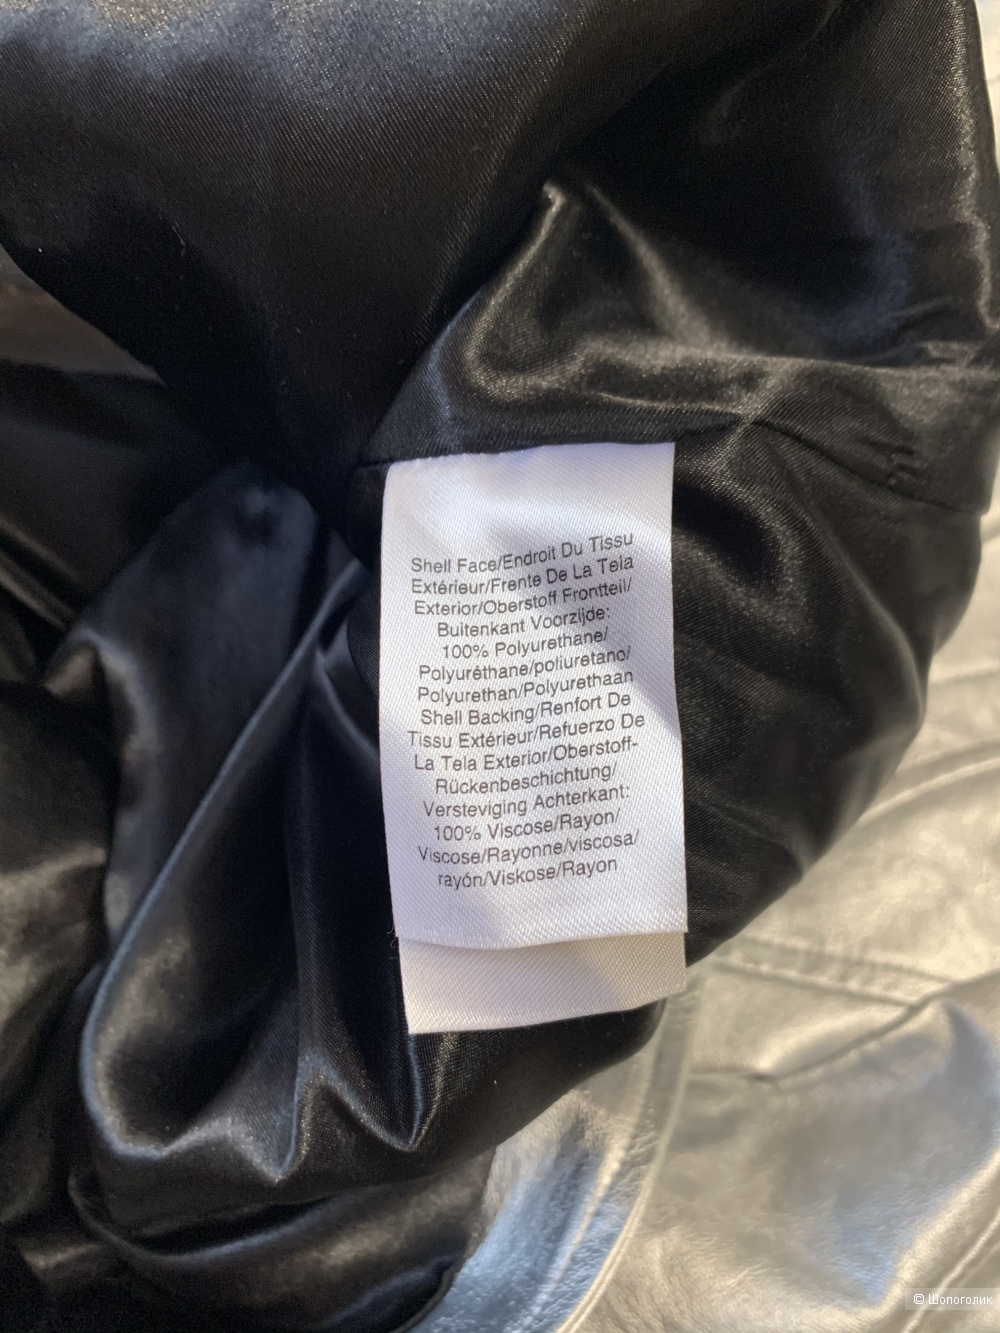 Shell Face/Endroit Du Tissu
Extérieur/Frente De La Tela
Exterior/Oberstoff Frontteil/
Buitenkant Voorzijde:
100% Polyurethane/
Polyuréthane/poliuretano/
Polyurethan/Polyurethaan
Shell Backing/Renfort De
Tissu Extérieur/Refuerzo De
La Tela Exterior/Oberstoff-
Rückenbeschichtung/
Versteviging Achterkant:
100% Viscose/Rayon/
Viscose/Rayonne/viscosa/
rayón/Viskose/Rayon
© Шопоголик